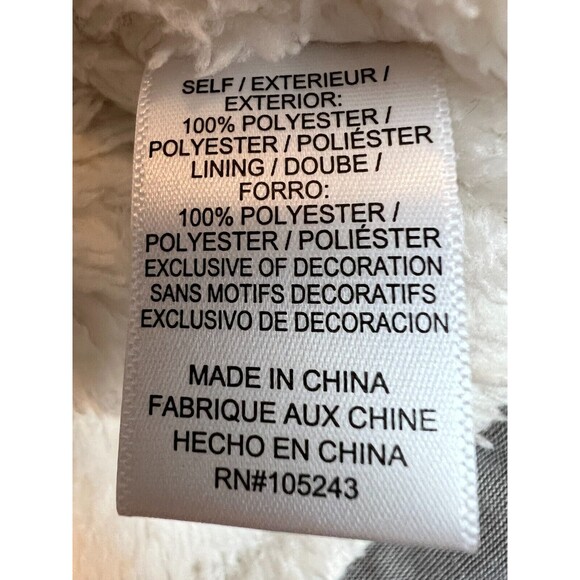 SELF / EXTERIEUR /
EXTERIOR:
100% POLYESTER /
POLYESTER / POLIÉSTER
LINING / DOUBE /
FORRO:
100% POLYESTER /
POLYESTER / POLIÉSTER
EXCLUSIVE OF DECORATION
SANS MOTIFS DECORATIFS
EXCLUSIVO DE DECORACION
MADE IN CHINA
FABRIQUE AUX CHINE
HECHO EN CHINA
RN#105243